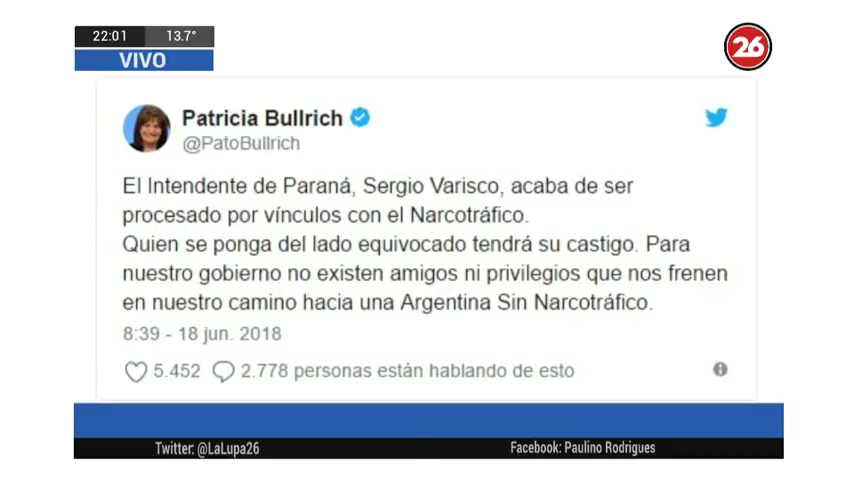 22:01 13.7°
VIVO
26
Patricia Bullrich
@PatoBullrich
El Intendente de Paraná, Sergio Varisco, acaba de ser
procesado por vínculos con el Narcotráfico.
Quien se ponga del lado equivocado tendrá su castigo. Para
nuestro gobierno no existen amigos ni privilegios que nos frenen
en nuestro camino hacia una Argentina Sin Narcotráfico.
8:39 - 18 jun. 2018
5.452 2.778 personas están hablando de esto
Twitter: @LaLupa26 Facebook: Paulino Rodrigues